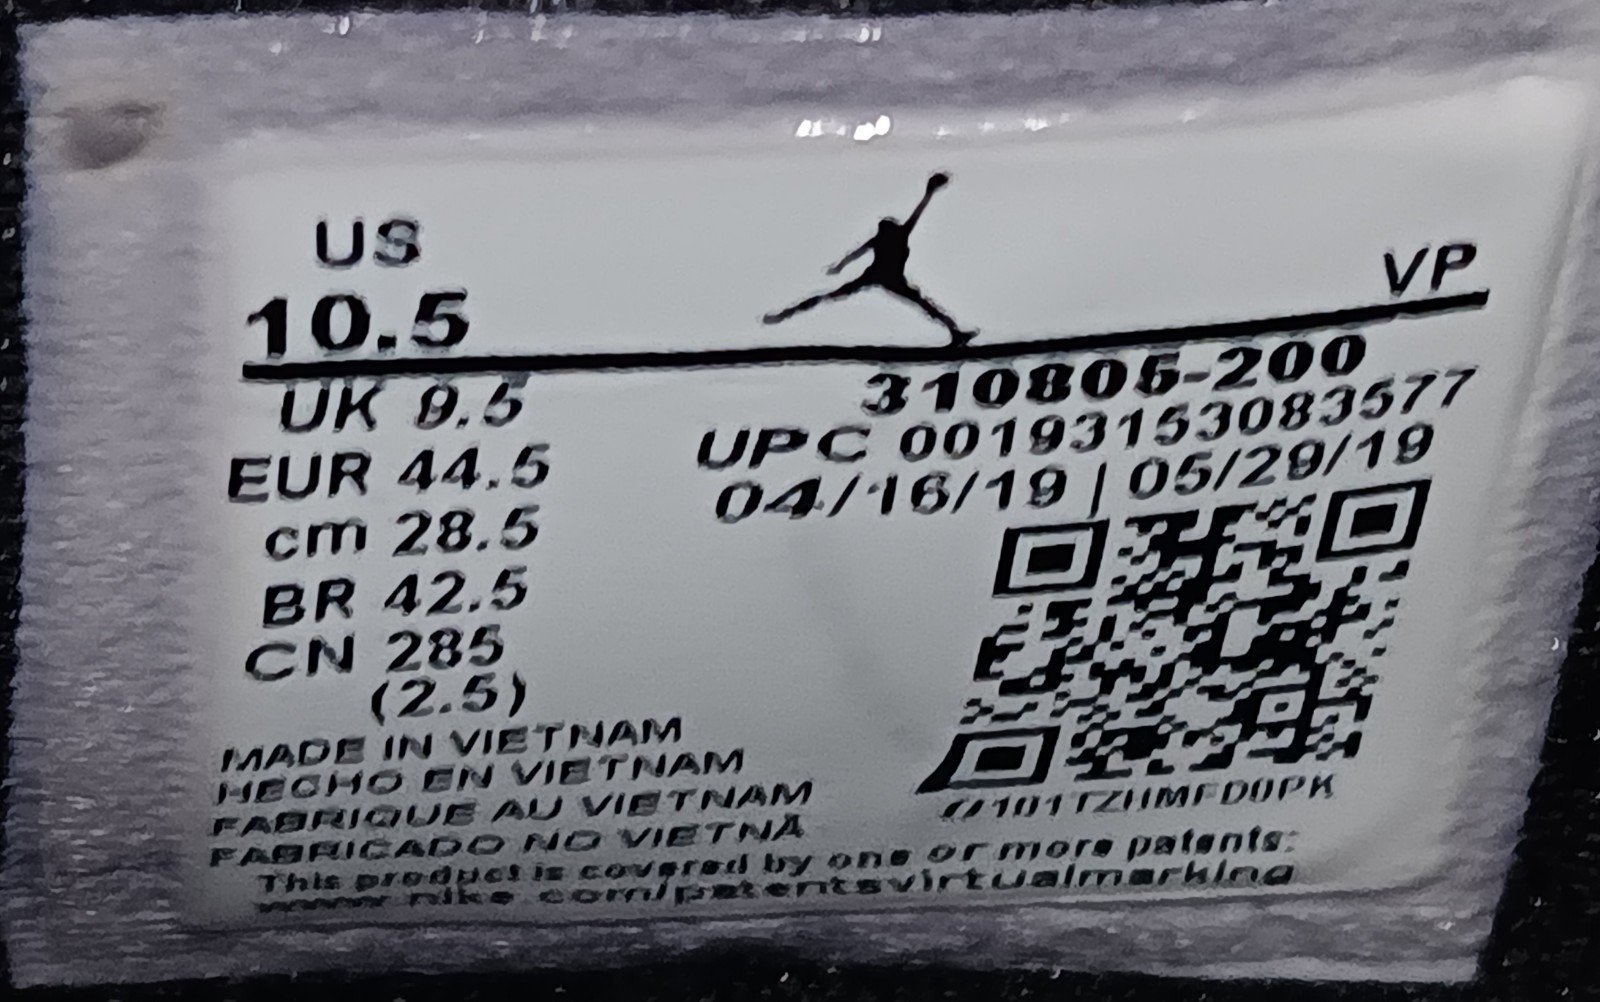 US
10.5
VP
UK 9.5
310805-200
EUR 44.5
UPC 00193153083577
cm 28.5
04/16/19 | 05/29/19
BR 42.5
CN 285
(2.5)
MADE IN VIETNAM
HECHO EN VIETNAM
FABRIQUE AU VIETNAM
FABRICADO NO VIETNÃ
This product is covered by one or more patents:
www.nike.com/patentsvirtualmarking